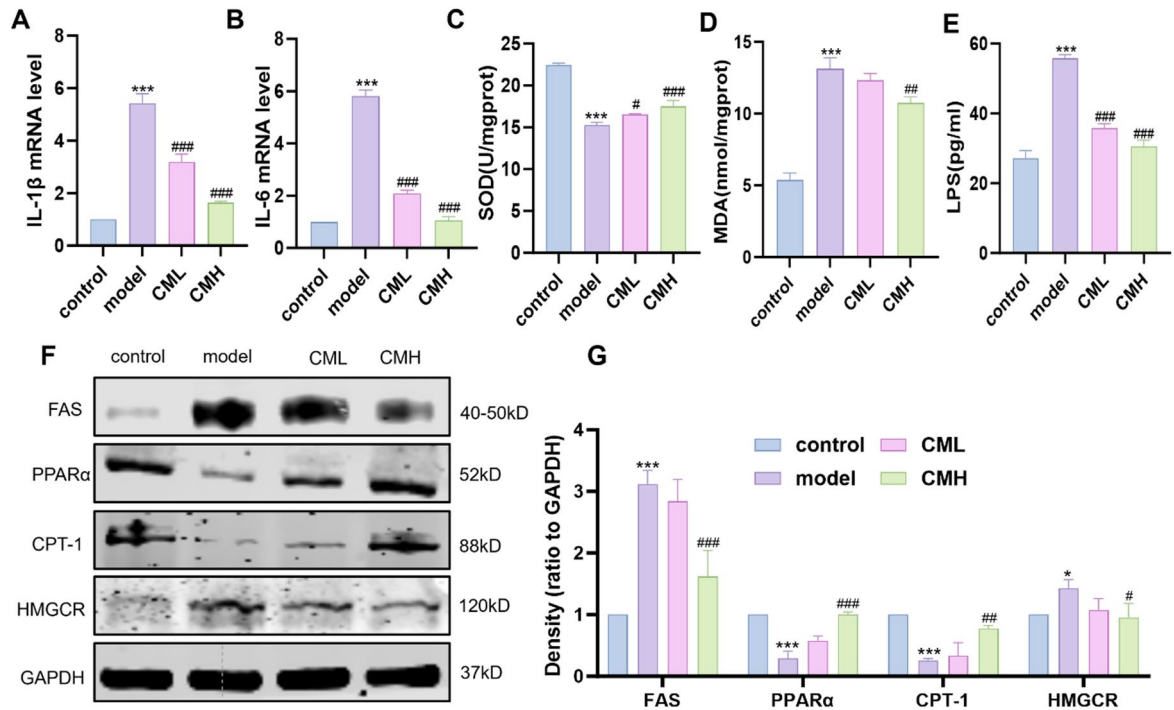 A
IL-1β mRNA level
8
6
4
2
0
***
###
###
control
model
CML
CMH
B
IL-6 mRNA level
8
6
4
2
0
***
###
###
control
model
CML
CMH
C
SOD(U/mgprot)
25
20
15
10
5
0
***
#
###
control
model
CML
CMH
D
MDA(nmol/mgprot)
15
10
5
0
***
##
control
model
CML
CMH
E
LPS(pg/ml)
60
40
20
0
***
###
###
control
model
CML
CMH
F
control model CML CMH
FAS 40-50kD
PPARα 52kD
CPT-1 88kD
HMGCR 120kD
GAPDH 37kD
G
Density (ratio to GAPDH)
4
3
2
1
0
control CML
model CMH
***
###
***
###
***
##
*
#
FAS PPARα CPT-1 HMGCR